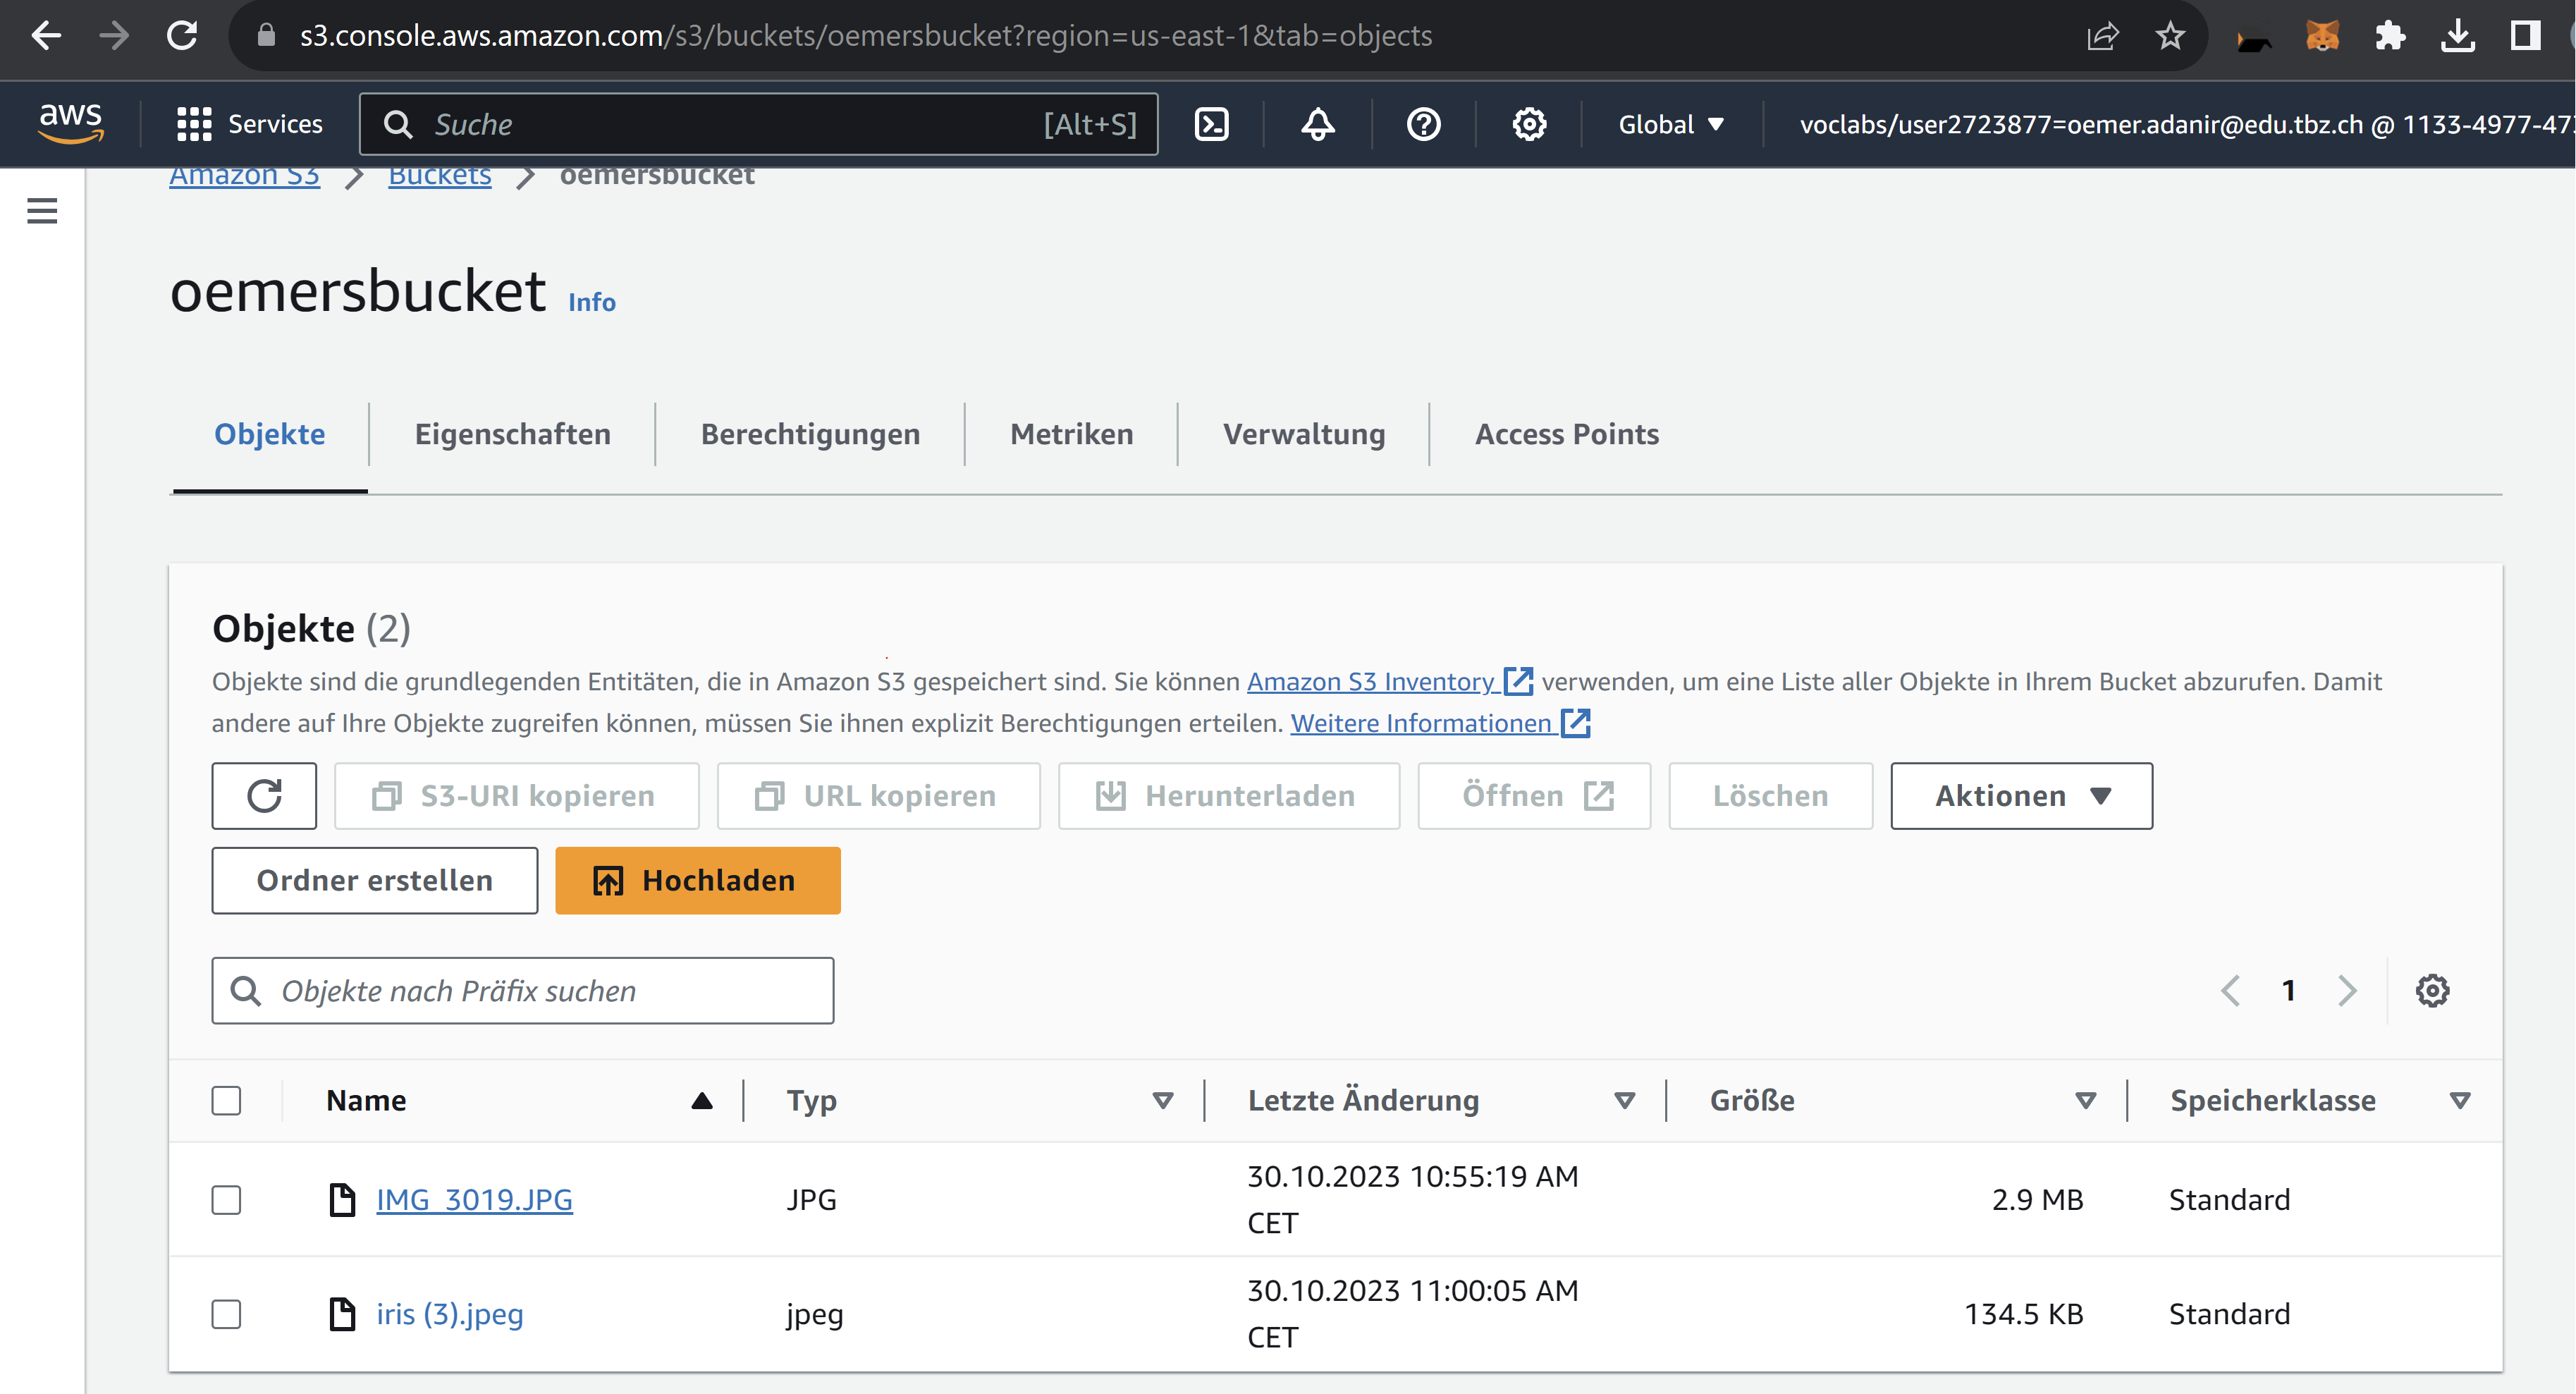 s3.console.aws.amazon.com/s3/buckets/oemersbucket?region=us-east-1&tab=objects
aws Services Suche [Alt+S] Global voclabs/user2723877=oemer.adanir@edu.tbz.ch @ 1133-4977-47
Amazon S3 Buckets oemersbucket
oemersbucket Info
Objekte Eigenschaften Berechtigungen Metriken Verwaltung Access Points
Objekte (2)
Objekte sind die grundlegenden Entitäten, die in Amazon S3 gespeichert sind. Sie können Amazon S3 Inventory verwenden, um eine Liste aller Objekte in Ihrem Bucket abzurufen. Damit
andere auf Ihre Objekte zugreifen können, müssen Sie ihnen explizit Berechtigungen erteilen. Weitere Informationen
S3-URI kopieren URL kopieren Herunterladen Öffnen Löschen Aktionen
Ordner erstellen Hochladen
Objekte nach Präfix suchen 1
Name Typ Letzte Änderung Größe Speicherklasse
IMG_3019.JPG JPG 30.10.2023 10:55:19 AM CET 2.9 MB Standard
iris (3).jpeg jpeg 30.10.2023 11:00:05 AM CET 134.5 KB Standard